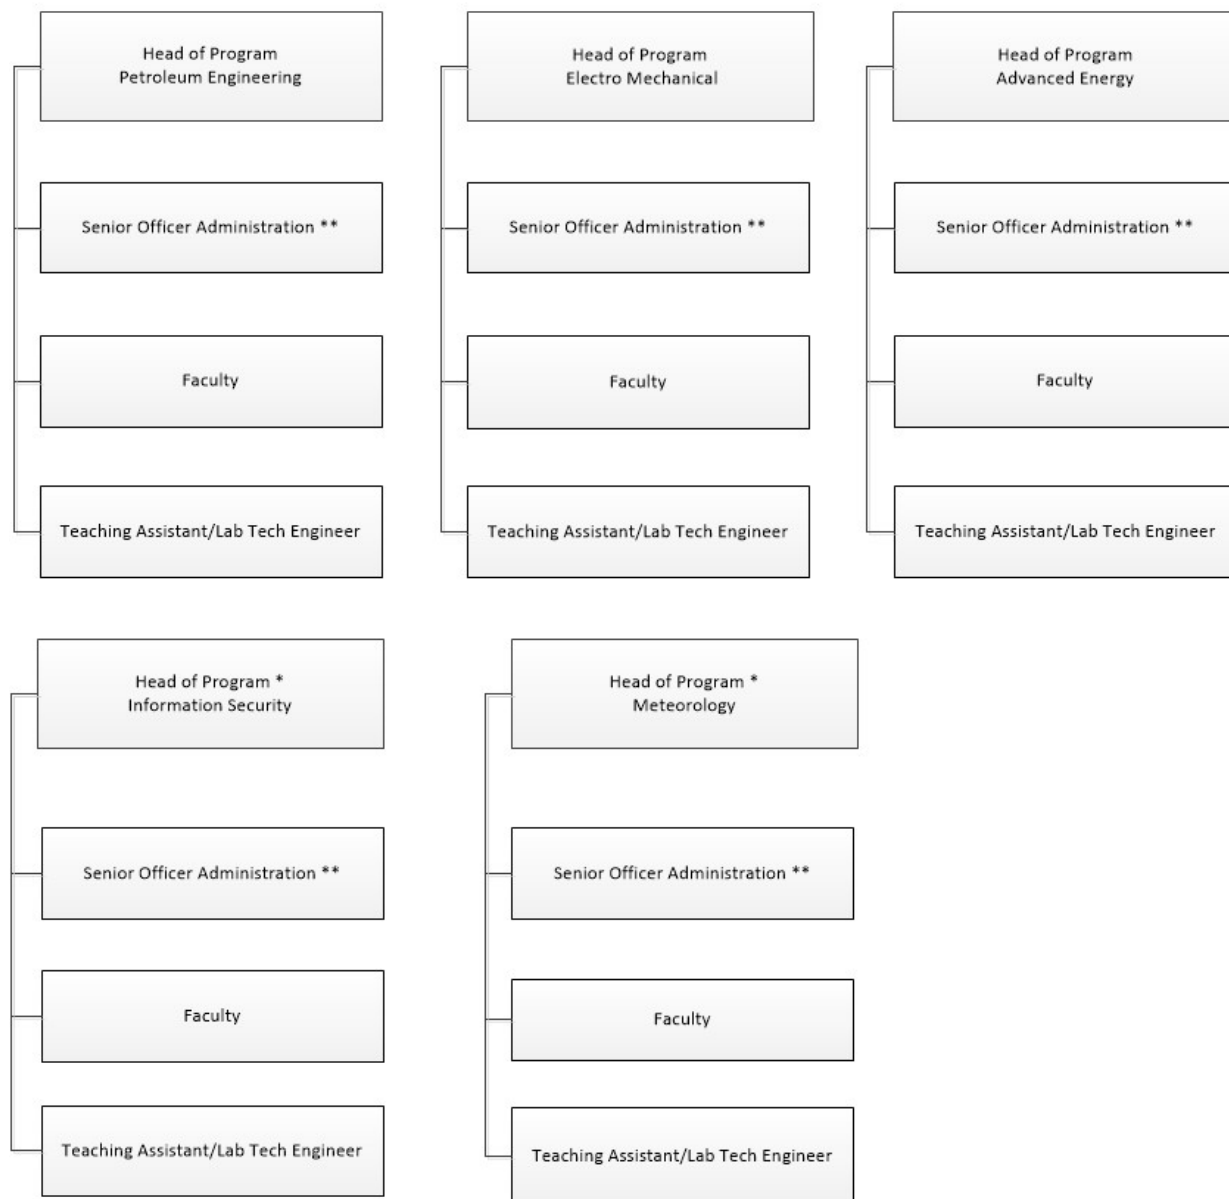 Head of Program
Petroleum Engineering
Senior Officer Administration **
Faculty
Teaching Assistant/Lab Tech Engineer
Head of Program
Electro Mechanical
Senior Officer Administration **
Faculty
Teaching Assistant/Lab Tech Engineer
Head of Program
Advanced Energy
Senior Officer Administration **
Faculty
Teaching Assistant/Lab Tech Engineer
Head of Program *
Information Security
Senior Officer Administration **
Faculty
Teaching Assistant/Lab Tech Engineer
Head of Program *
Meteorology
Senior Officer Administration **
Faculty
Teaching Assistant/Lab Tech Engineer